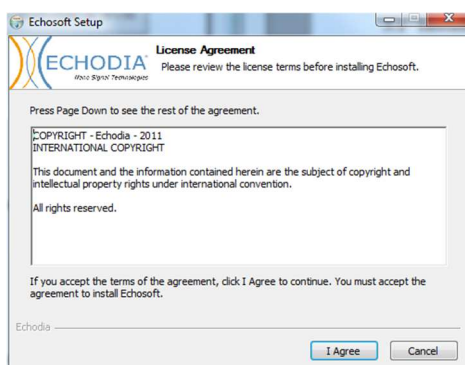 Echosoft Setup
ECHODIA
License Agreement
Please review the license terms before installing Echosoft.
Press Page Down to see the rest of the agreement.
COPYRIGHT - Echodia - 2011
INTERNATIONAL COPYRIGHT
This document and the information contained herein are the subject of copyright and
intellectual property rights under international convention.
All rights reserved.
If you accept the terms of the agreement, click I Agree to continue. You must accept the
agreement to install Echosoft.
Echodia
I Agree
Cancel